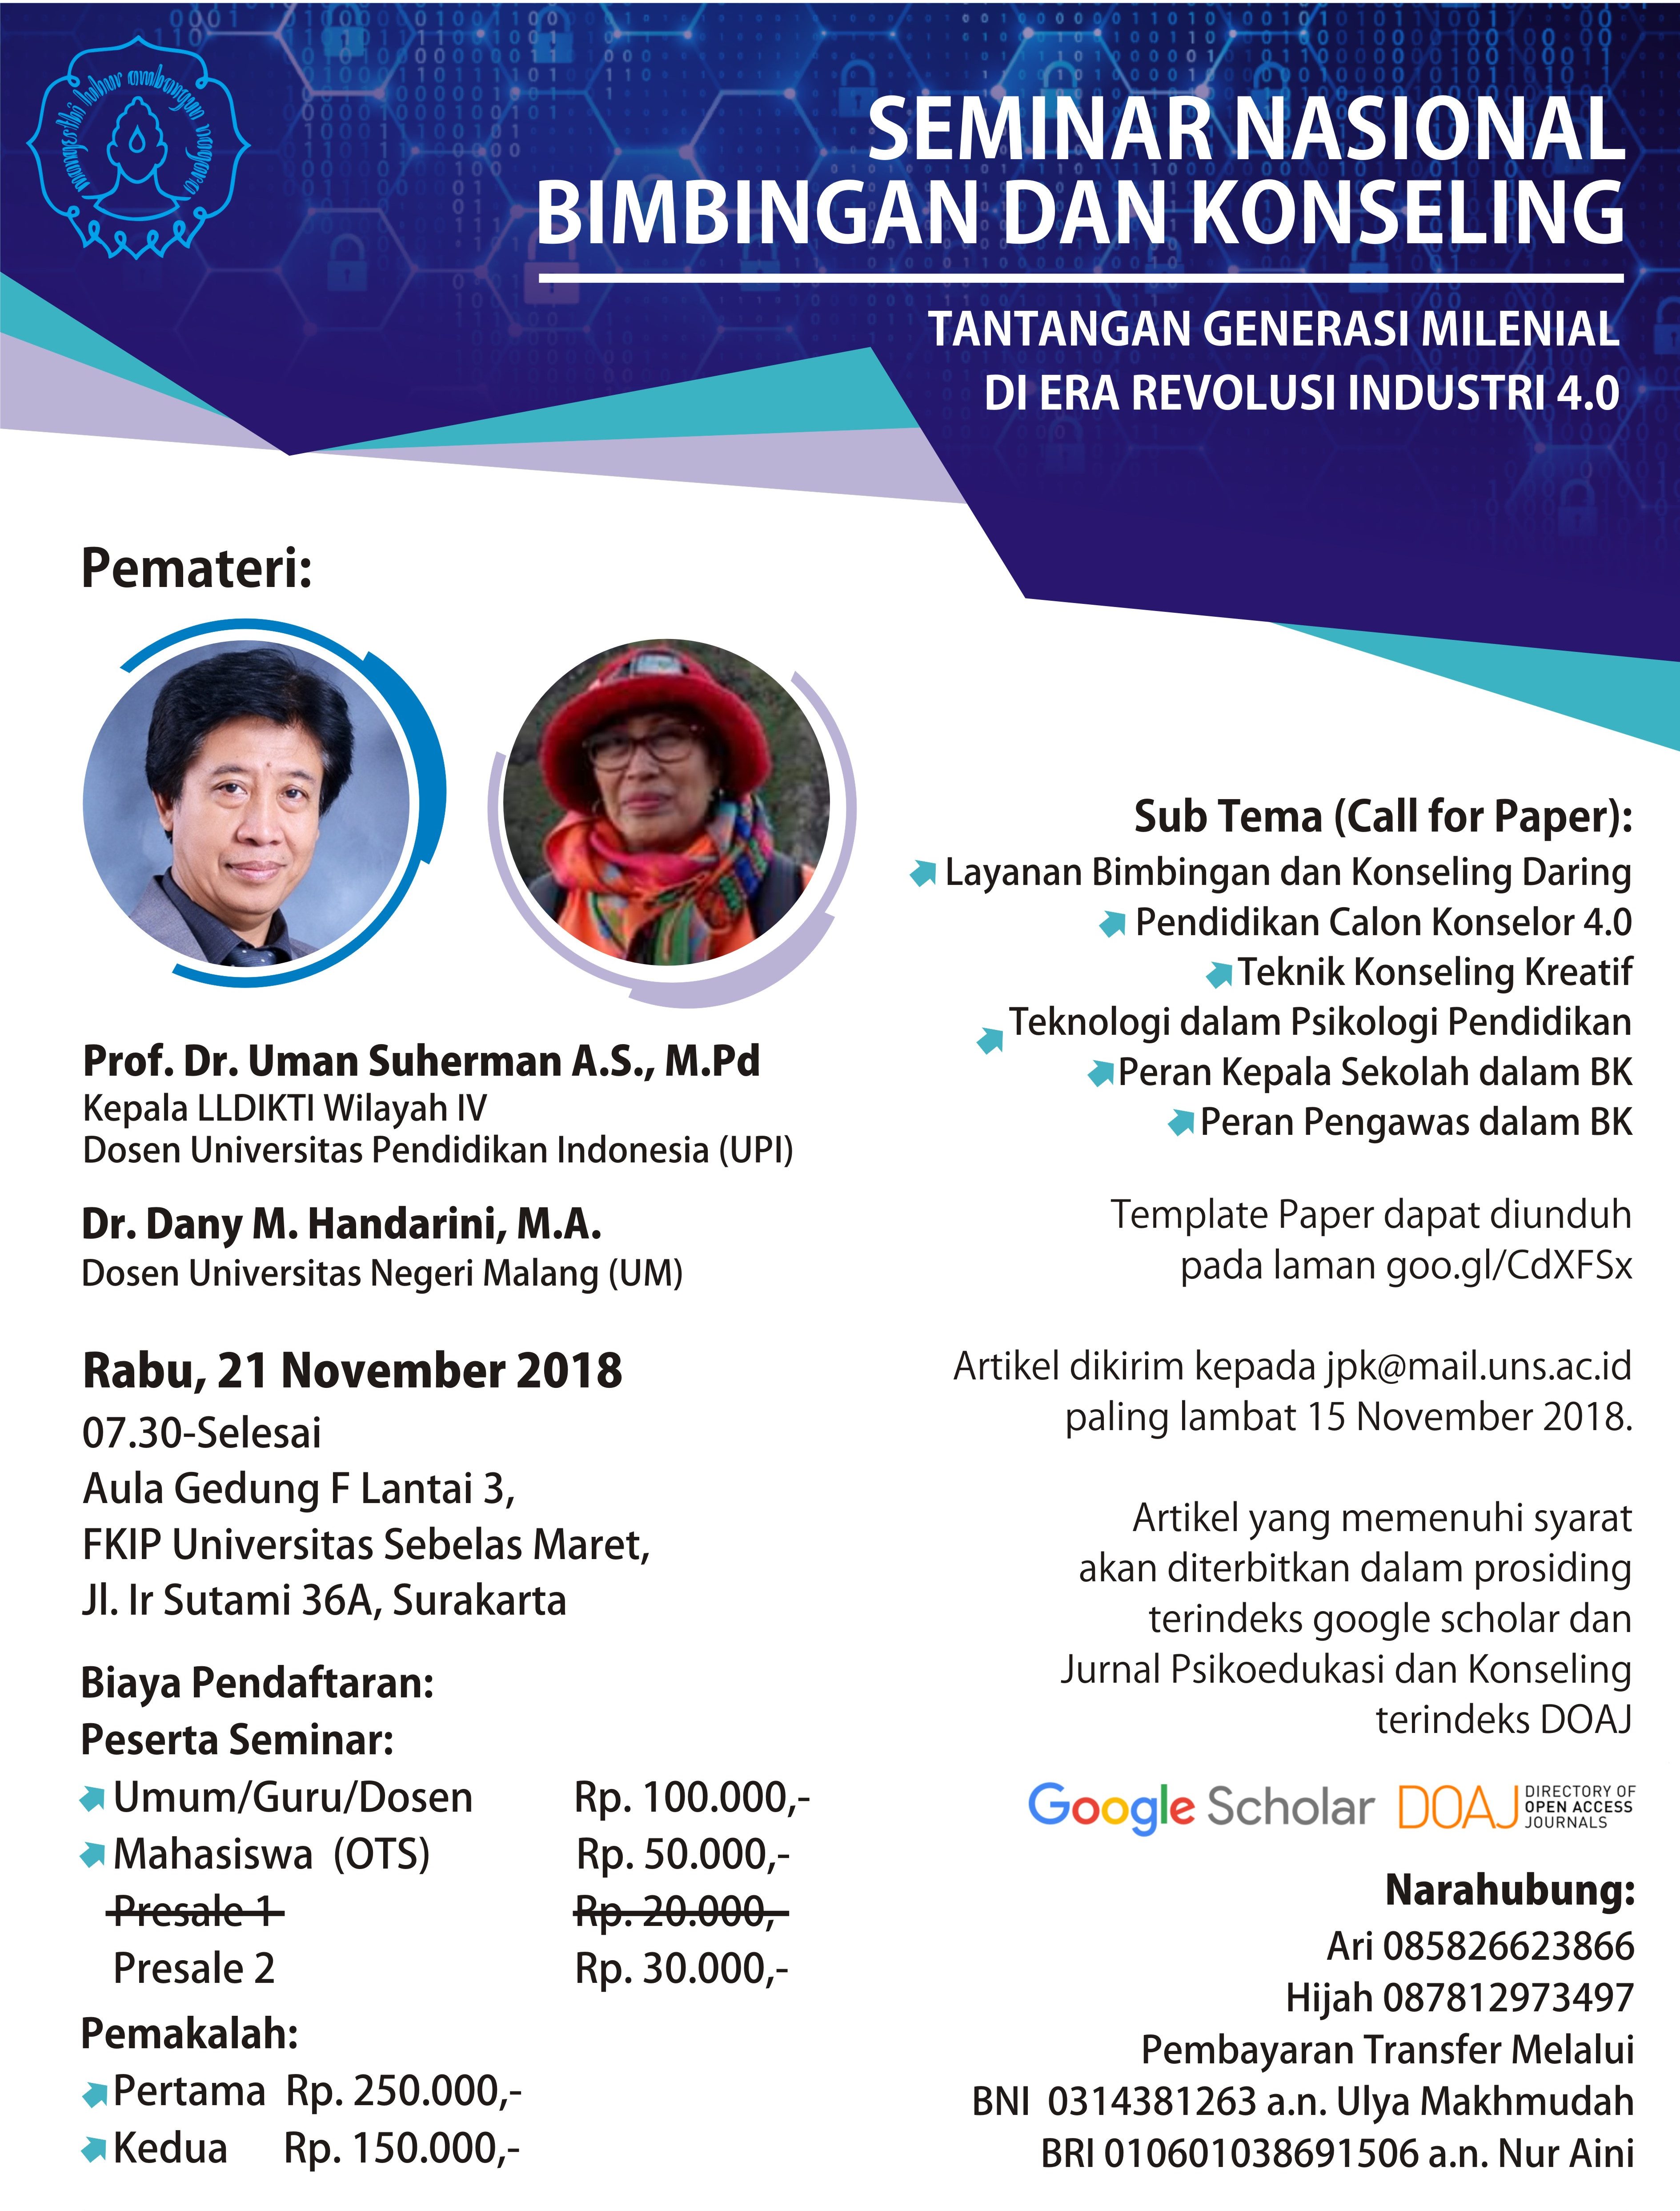 mangesthi luhur ambangun nagara
SEMINAR NASIONAL
BIMBINGAN DAN KONSELING
TANTANGAN GENERASI MILENIAL
DI ERA REVOLUSI INDUSTRI 4.0
Pemateri:
Prof. Dr. Uman Suherman A.S., M.Pd
Kepala LLDIKTI Wilayah IV
Dosen Universitas Pendidikan Indonesia (UPI)
Dr. Dany M. Handarini, M.A.
Dosen Universitas Negeri Malang (UM)
Rabu, 21 November 2018
07.30-Selesai
Aula Gedung F Lantai 3,
FKIP Universitas Sebelas Maret,
Jl. Ir Sutami 36A, Surakarta
Biaya Pendaftaran:
Peserta Seminar:
Umum/Guru/Dosen Rp. 100.000,-
Mahasiswa (OTS) Rp. 50.000,-
Presale 1 Rp. 20.000,-
Presale 2 Rp. 30.000,-
Pemakalah:
Pertama Rp. 250.000,-
Kedua Rp. 150.000,-
Sub Tema (Call for Paper):
Layanan Bimbingan dan Konseling Daring
Pendidikan Calon Konselor 4.0
Teknik Konseling Kreatif
Teknologi dalam Psikologi Pendidikan
Peran Kepala Sekolah dalam BK
Peran Pengawas dalam BK
Template Paper dapat diunduh
pada laman goo.gl/CdXFSx
Artikel dikirim kepada jpk@mail.uns.ac.id
paling lambat 15 November 2018.
Artikel yang memenuhi syarat
akan diterbitkan dalam prosiding
terindeks google scholar dan
Jurnal Psikoedukasi dan Konseling
terindeks DOAJ
Google Scholar
DOAJ
DIRECTORY OF
OPEN ACCESS
JOURNALS
Narahubung:
Ari 085826623866
Hijah 087812973497
Pembayaran Transfer Melalui
BNI 0314381263 a.n. Ulya Makhmudah
BRI 010601038691506 a.n. Nur Aini